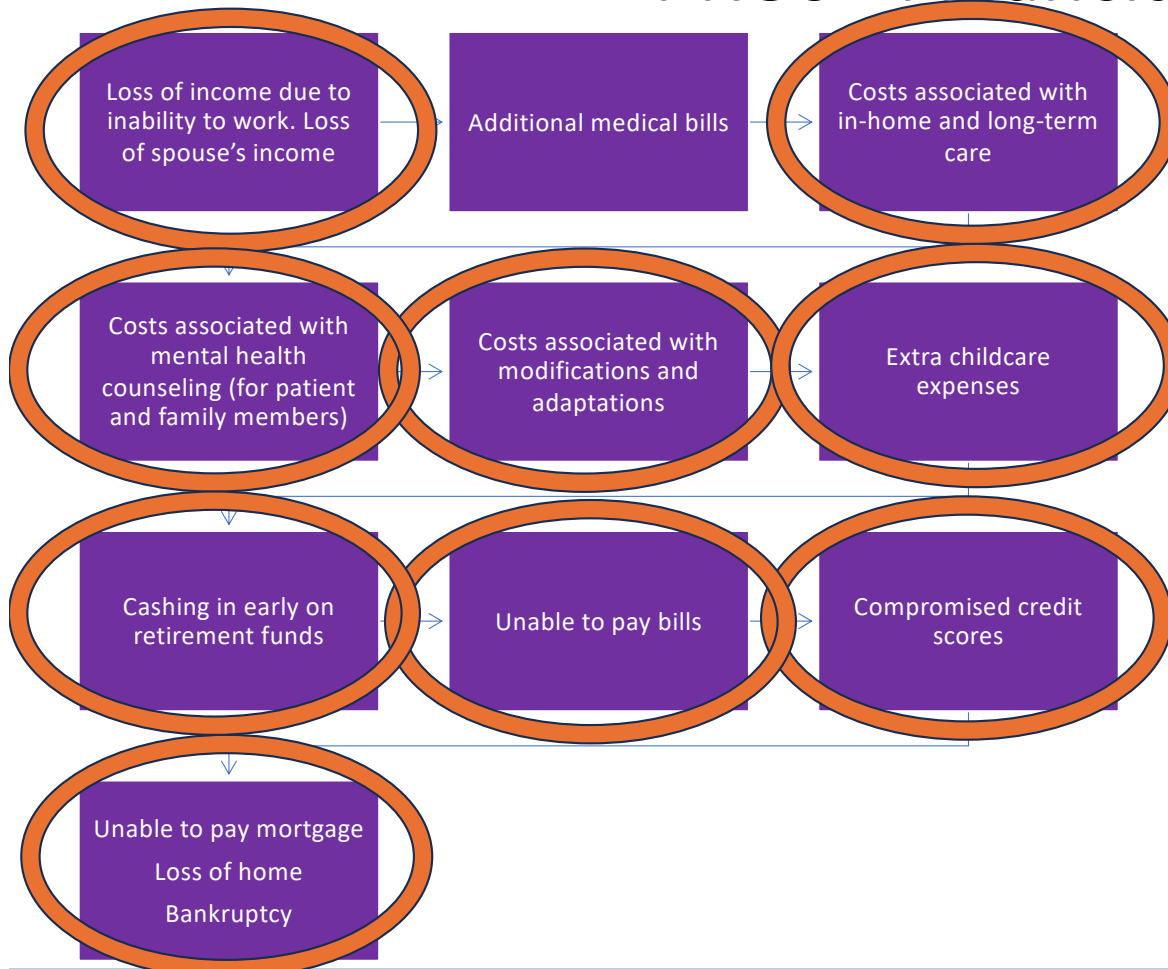 Loss of income due to
inability to work. Loss
of spouse’s income
Additional medical bills
Costs associated with
in-home and long-term
care
Costs associated with
mental health
counseling (for patient
and family members)
Costs associated with
modifications and
adaptations
Extra childcare
expenses
Cashing in early on
retirement funds
Unable to pay bills
Compromised credit
scores
Unable to pay mortgage
Loss of home
Bankruptcy